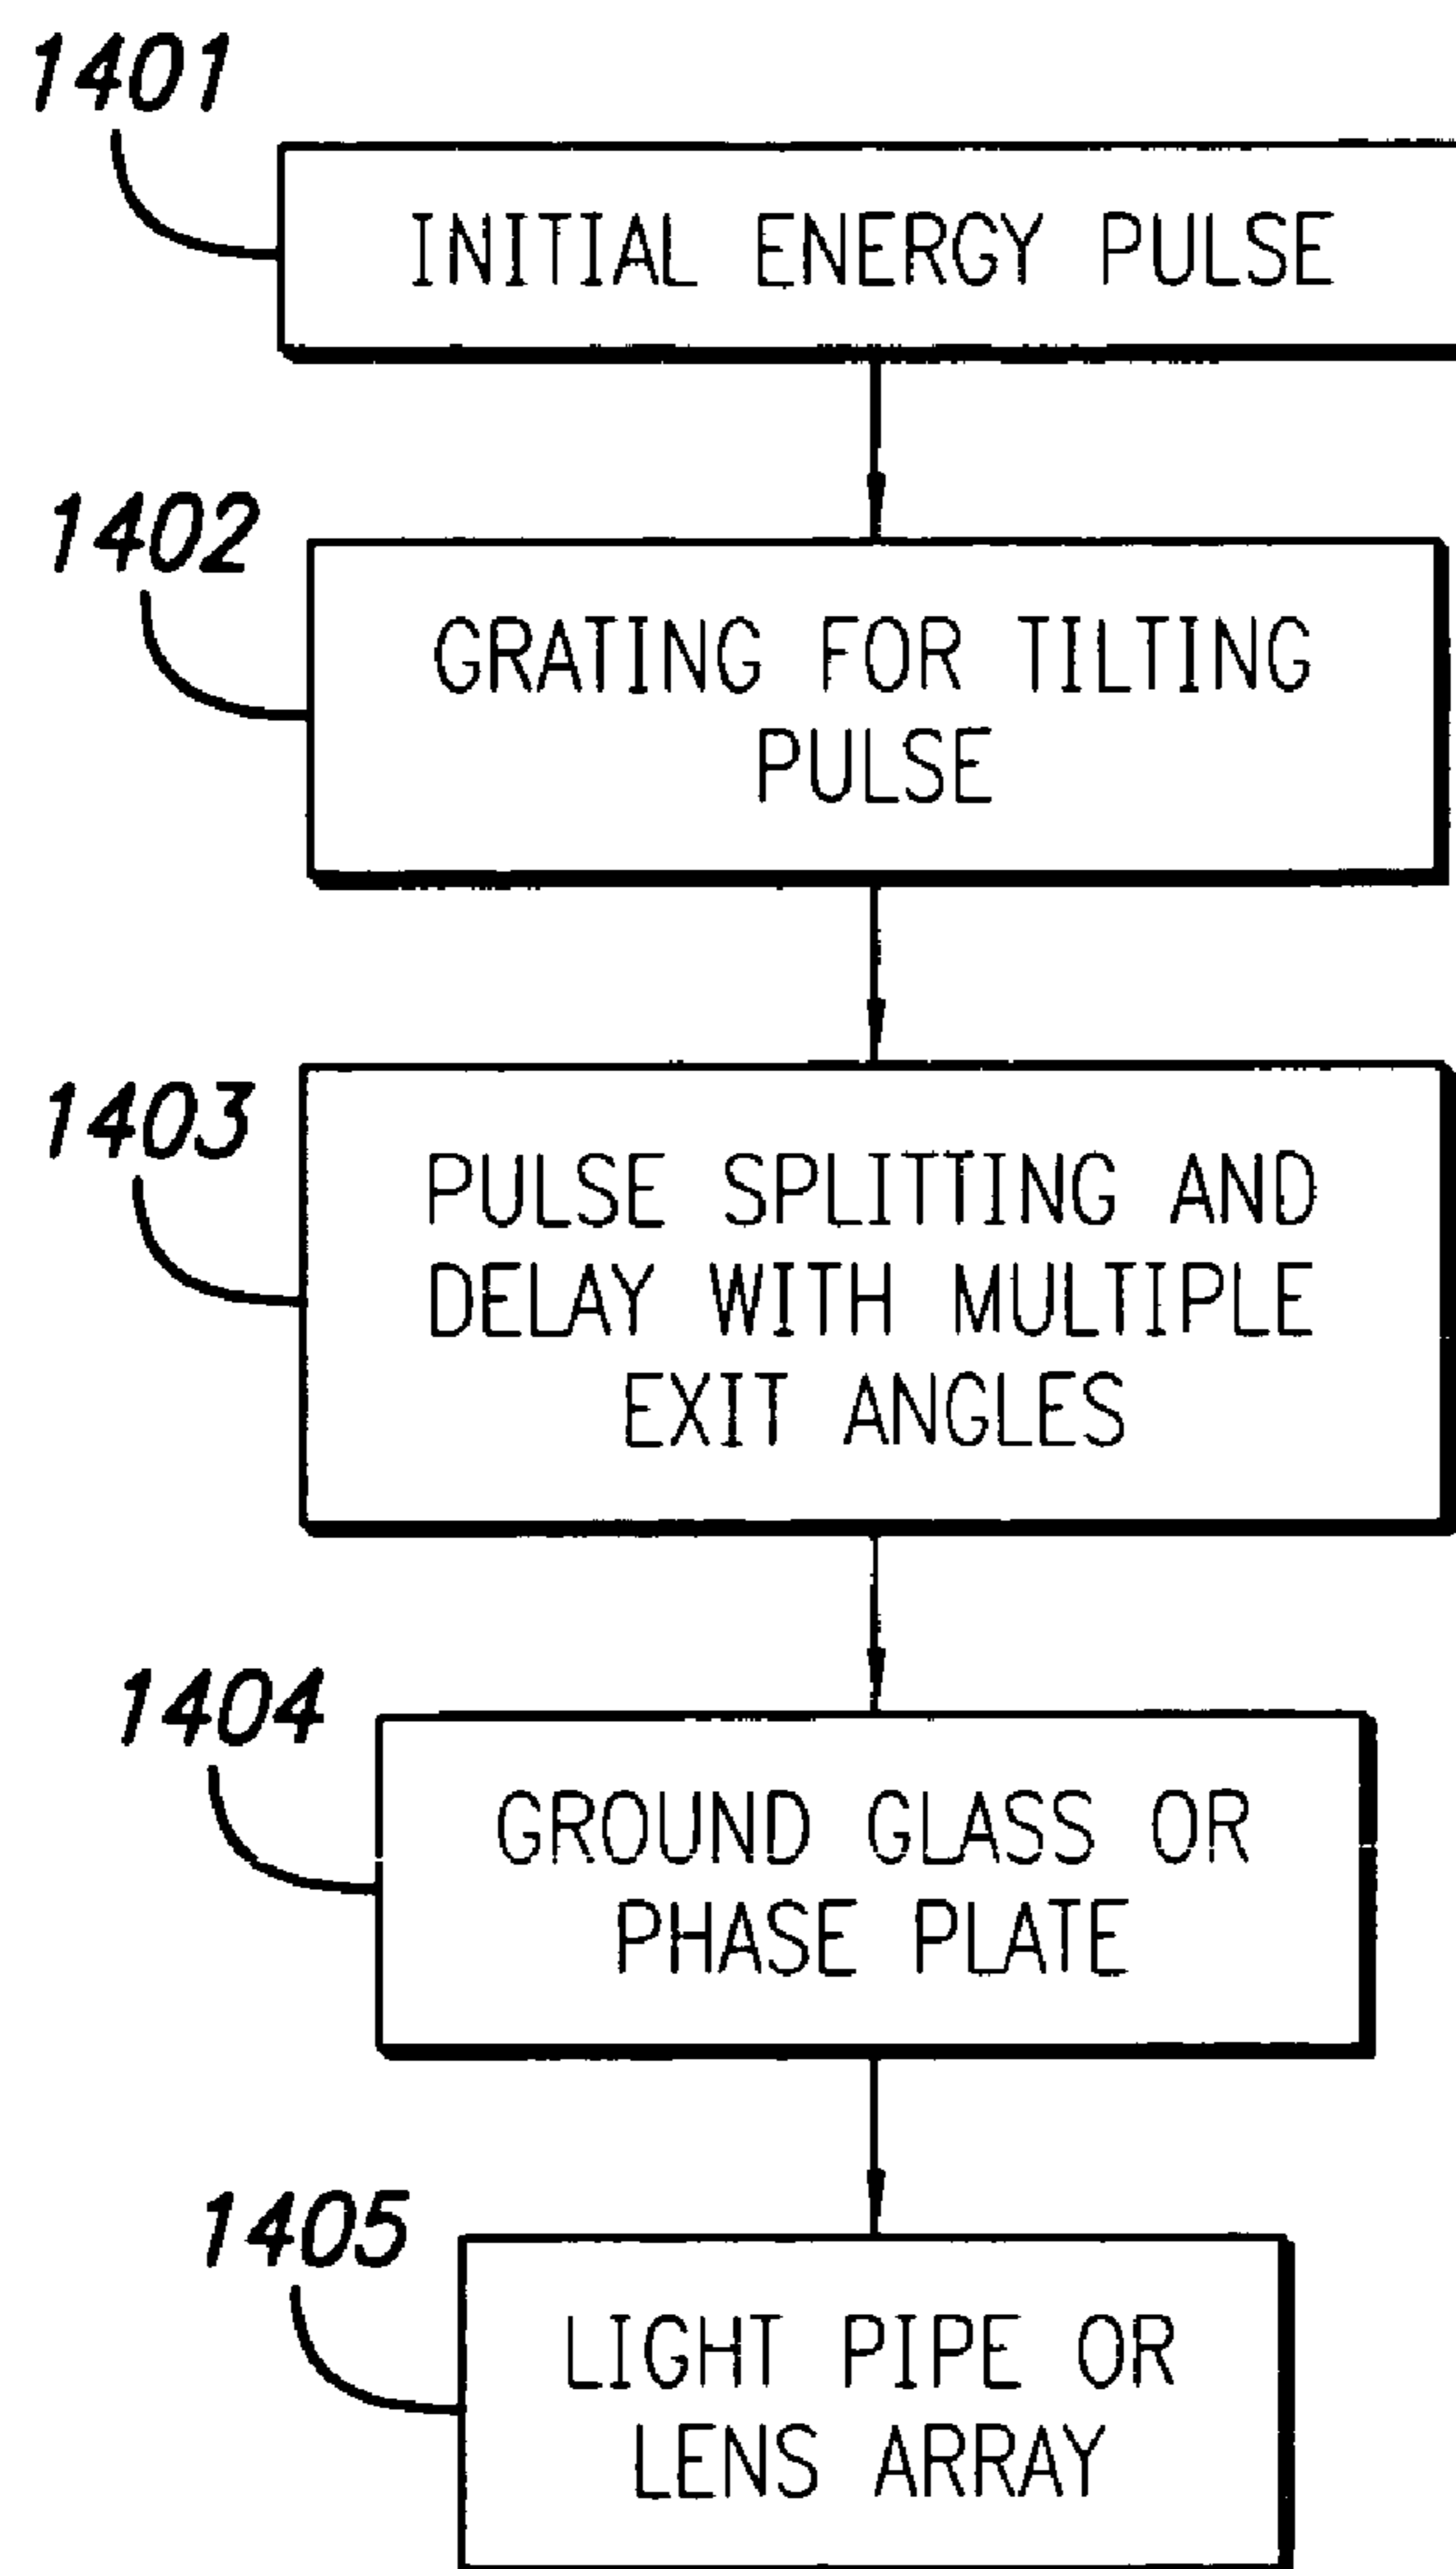 1401
INITIAL ENERGY PULSE
1402
GRATING FOR TILTING
PULSE
1403
PULSE SPLITTING AND
DELAY WITH MULTIPLE
EXIT ANGLES
1404
GROUND GLASS OR
PHASE PLATE
1405
LIGHT PIPE OR
LENS ARRAY